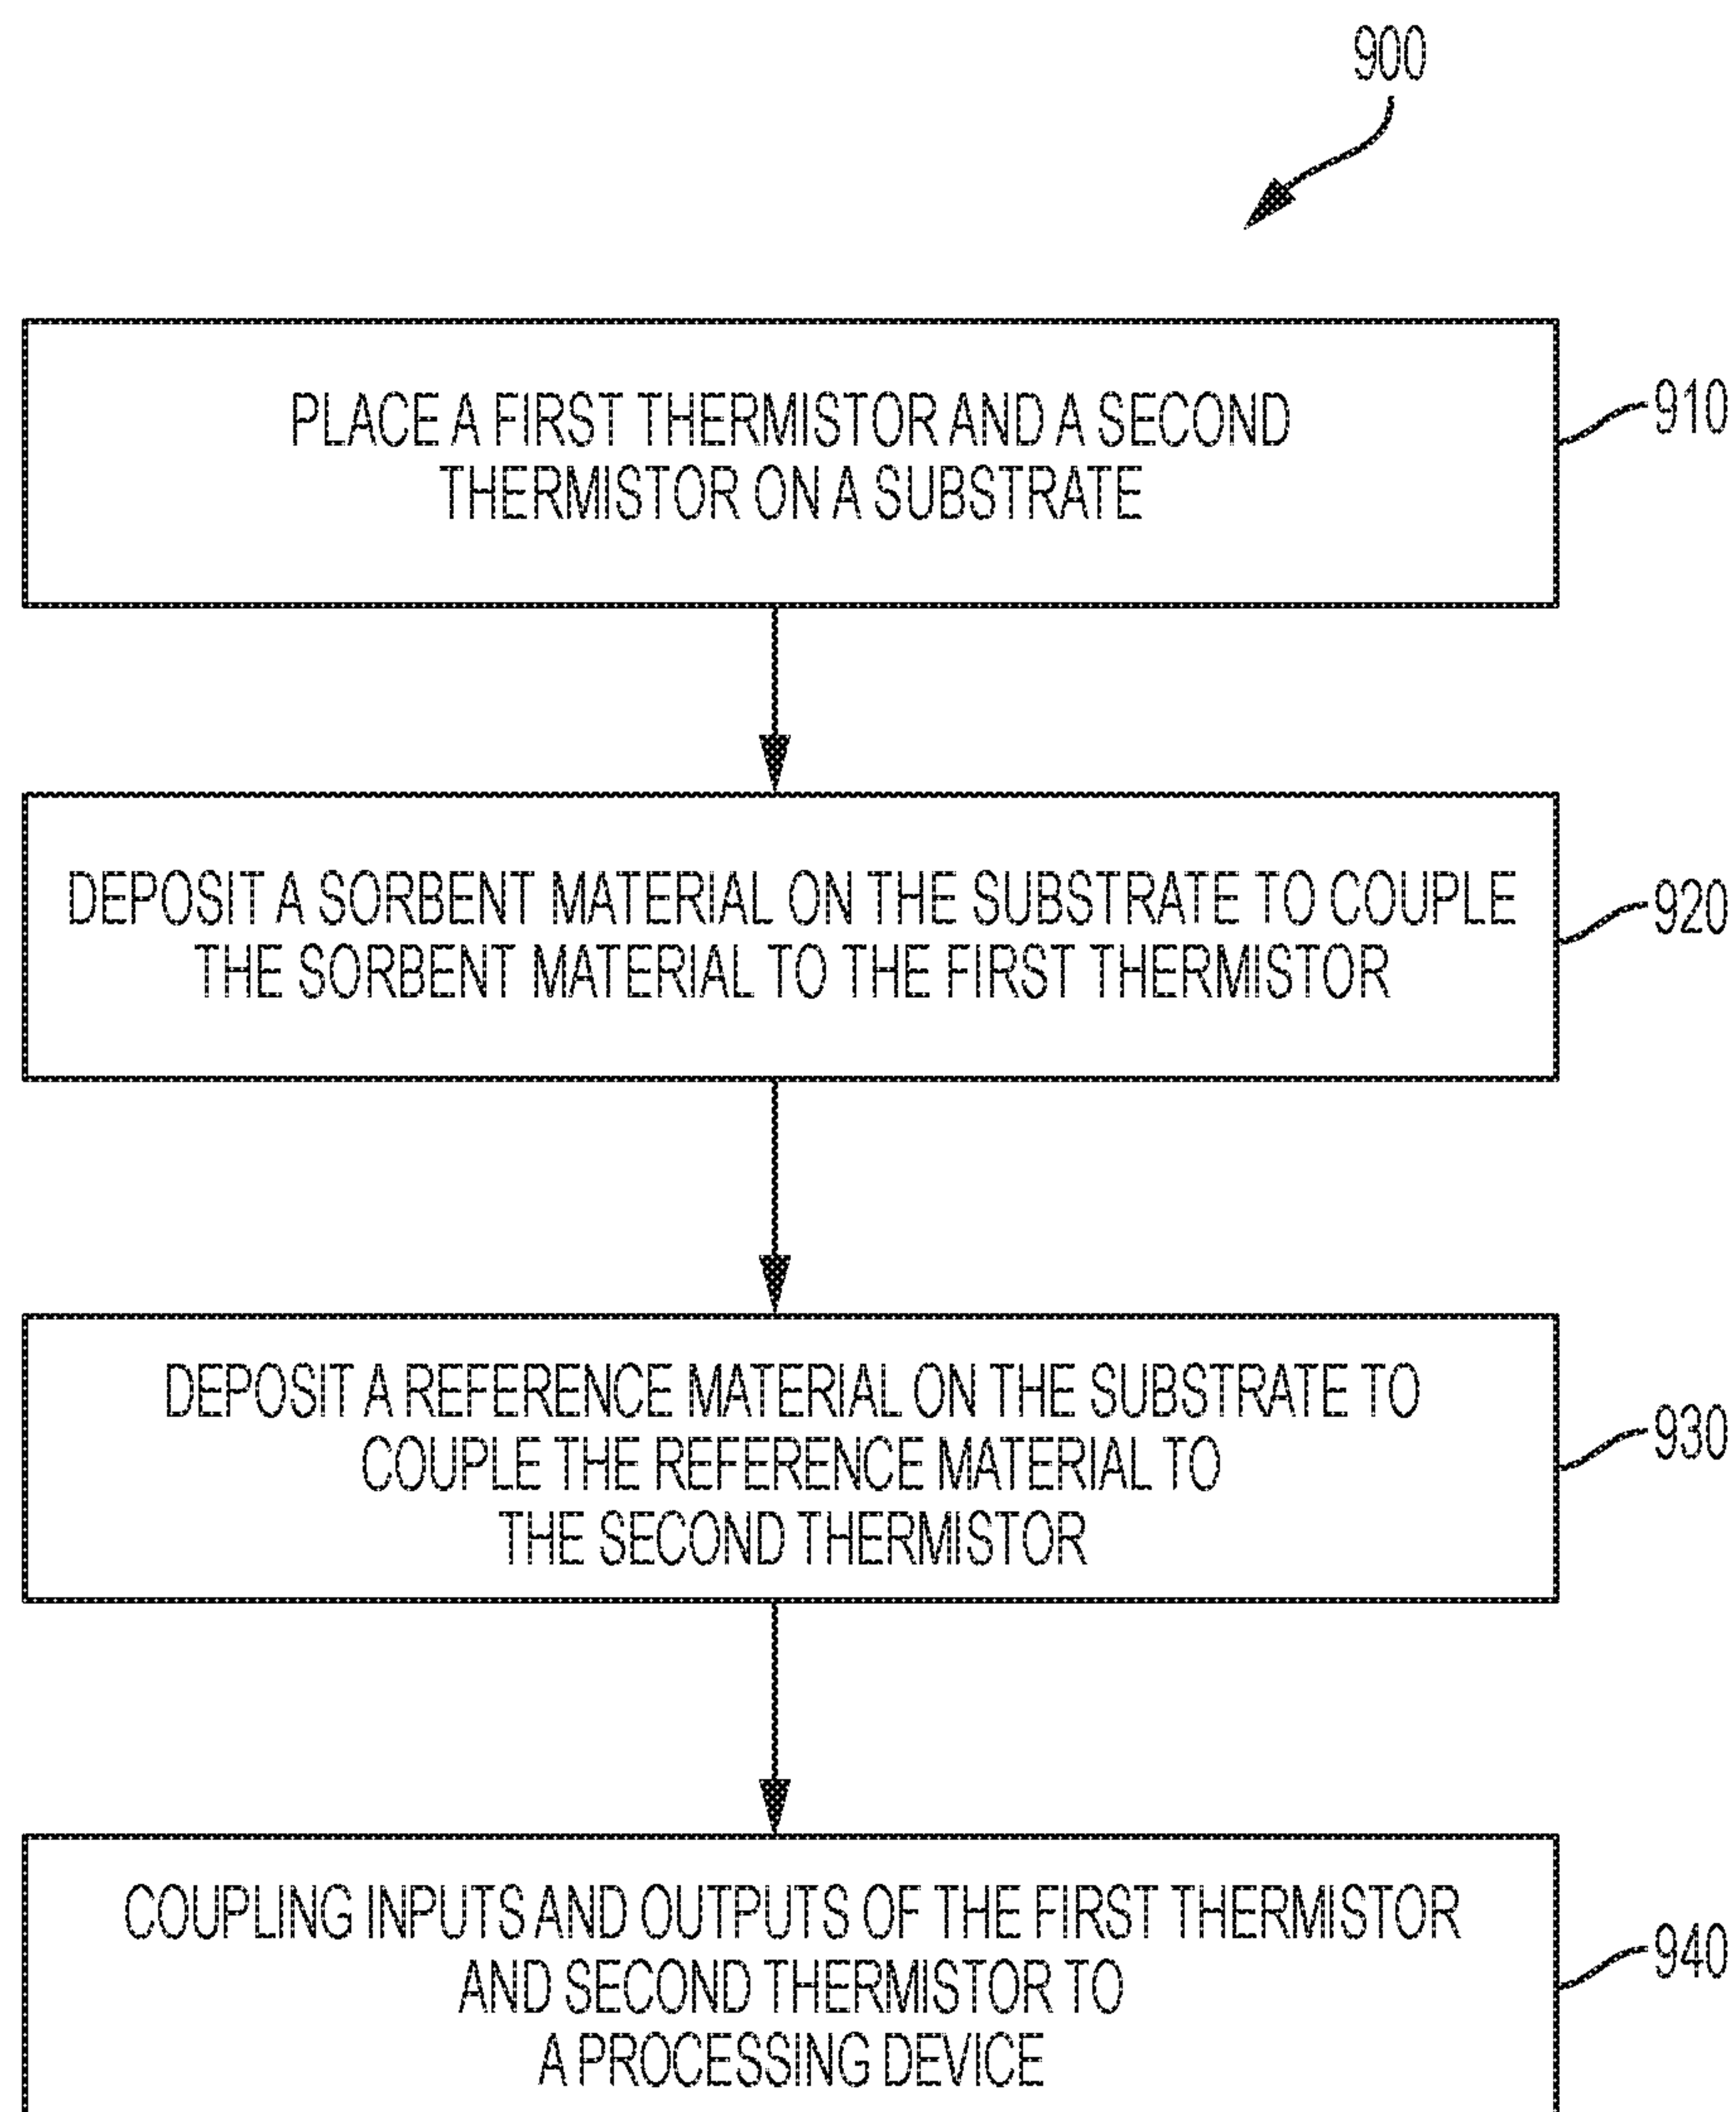 900
PLACE A FIRST THERMISTOR AND A SECOND
THERMISTOR ON A SUBSTRATE
910
DEPOSIT A SORBENT MATERIAL ON THE SUBSTRATE TO COUPLE
THE SORBENT MATERIAL TO THE FIRST THERMISTOR
920
DEPOSIT A REFERENCE MATERIAL ON THE SUBSTRATE TO
COUPLE THE REFERENCE MATERIAL TO
THE SECOND THERMISTOR
930
COUPLING INPUTS AND OUTPUTS OF THE FIRST THERMISTOR
AND SECOND THERMISTOR TO
A PROCESSING DEVICE
940